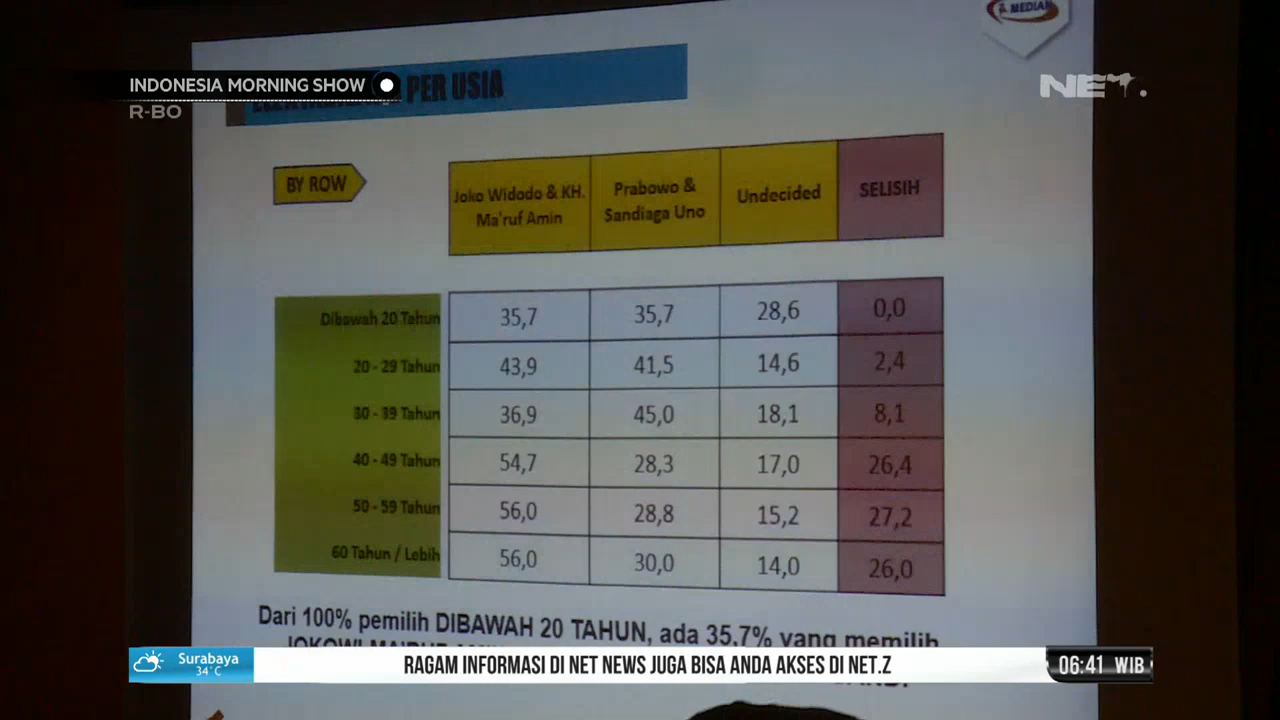 MEDIAN
INDONESIA MORNING SHOW
PER USIA
NET.
R-BO
BY ROW
Joko Widodo & KH. Ma'ruf Amin
Prabowo & Sandiaga Uno
Undecided
SELISIH
Dibawah 20 Tahun 35,7 35,7 28,6 0,0
20 - 29 Tahun 43,9 41,5 14,6 2,4
30 - 39 Tahun 36,9 45,0 18,1 8,1
40 - 49 Tahun 54,7 28,3 17,0 26,4
50 - 59 Tahun 56,0 28,8 15,2 27,2
60 Tahun / Lebih 56,0 30,0 14,0 26,0
Dari 100% pemilih DIBAWAH 20 TAHUN, ada 35,7% yang memilih
Surabaya
34°C
RAGAM INFORMASI DI NET NEWS JUGA BISA ANDA AKSES DI NET.Z
06:41 WIB